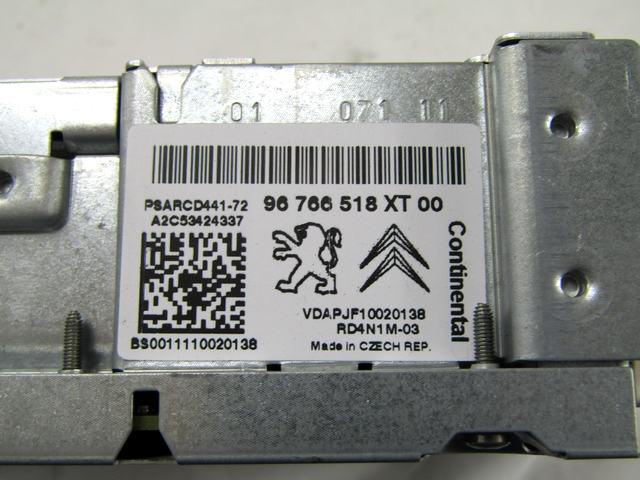 01 071 11
PSARCD441-72 96 766 518 XT 00
A2C53424337
Continental
VDAPJF10020138
RD4N1M-03
BS0011110020138
Made in CZECH REP.